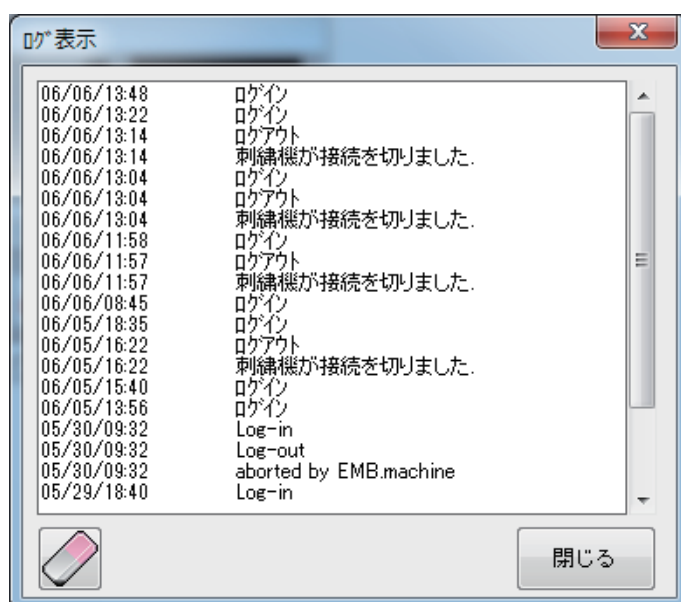 ﾛｸﾞ表示
06/06/13:48 ﾛｸﾞｲﾝ
06/06/13:22 ﾛｸﾞｲﾝ
06/06/13:14 ﾛｸﾞｱｳﾄ
06/06/13:14 刺繍機が接続を切りました.
06/06/13:04 ﾛｸﾞｲﾝ
06/06/13:04 ﾛｸﾞｱｳﾄ
06/06/13:04 刺繍機が接続を切りました.
06/06/11:58 ﾛｸﾞｲﾝ
06/06/11:57 ﾛｸﾞｱｳﾄ
06/06/11:57 刺繍機が接続を切りました.
06/06/08:45 ﾛｸﾞｲﾝ
06/05/18:35 ﾛｸﾞｲﾝ
06/05/16:22 ﾛｸﾞｱｳﾄ
06/05/16:22 刺繍機が接続を切りました.
06/05/15:40 ﾛｸﾞｲﾝ
06/05/13:56 ﾛｸﾞｲﾝ
05/30/09:32 Log-in
05/30/09:32 Log-out
05/30/09:32 aborted by EMB.machine
05/29/18:40 Log-in
閉じる